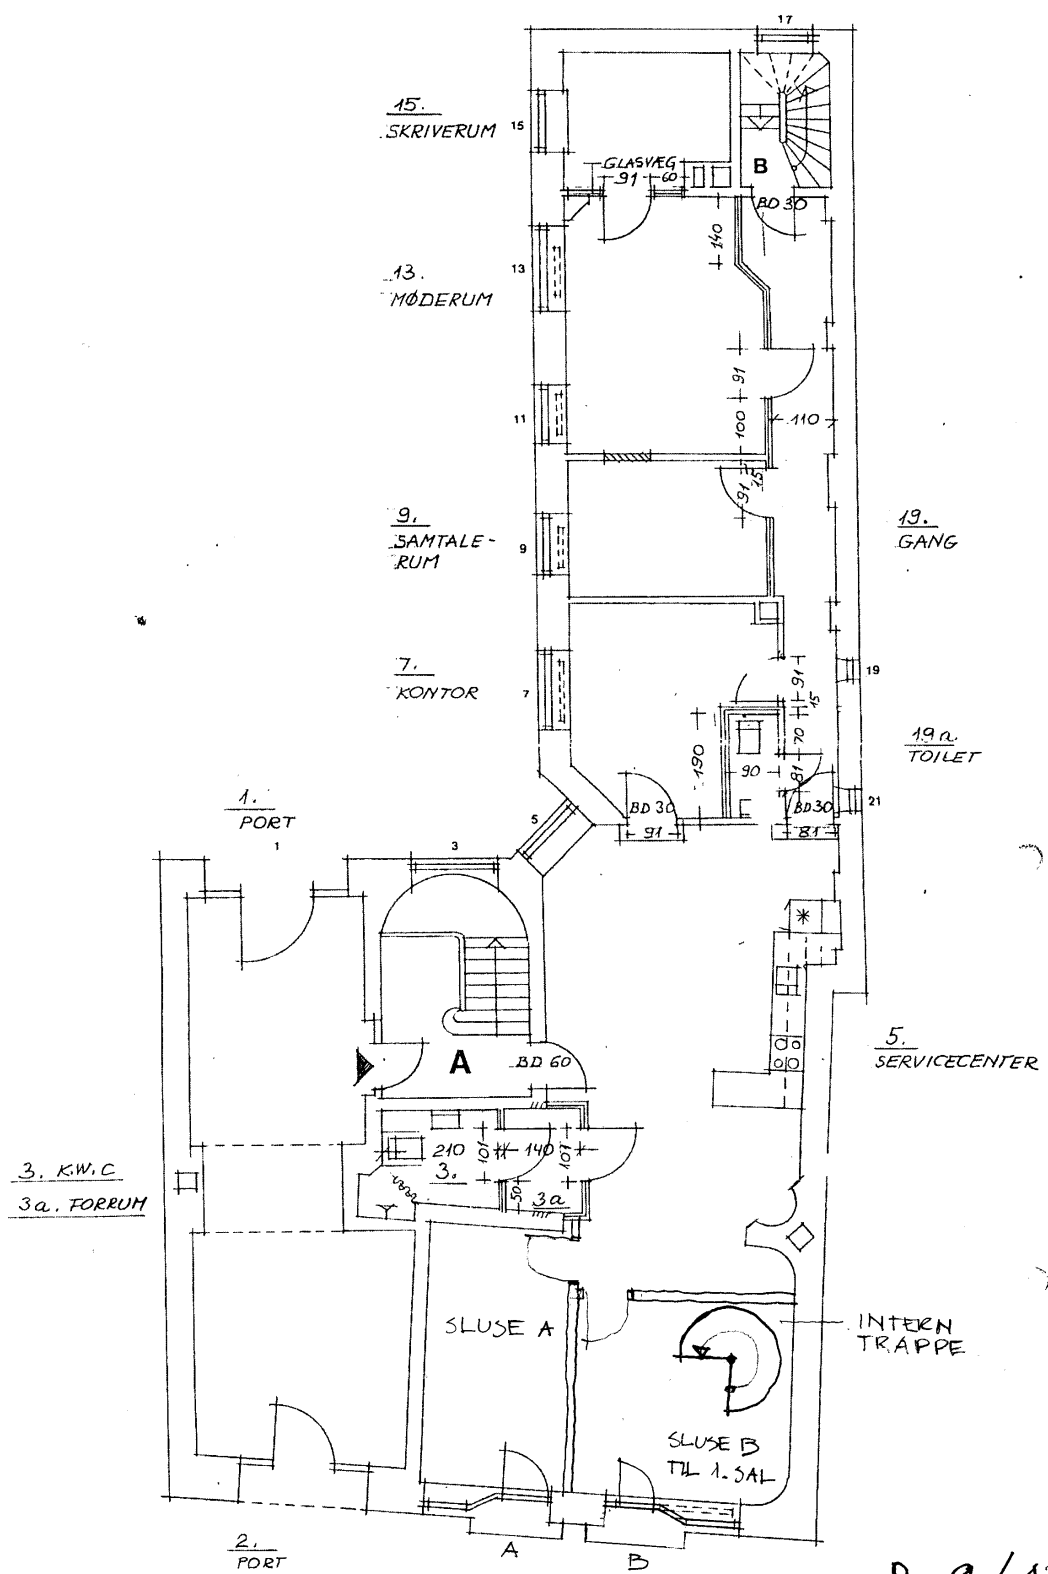 17
15.
SKRIVERUM
15
GLASVÆG
91
60
B
BD 30
140
13.
MØDERUM
13
91
11
100
110
15
91
9.
SAMTALE-
RUM
9
19.
GANG
7.
KONTOR
7
91
19
15
70
19a.
TOILET
190
90
81
BD 30
BD30
21
91
81
1.
PORT
1
3
5
5.
SERVICECENTER
A
BD 60
3. K.W.C
3a. FORRUM
210
101
140
107
3.
50
3a
SLUSE A
INTERN
TRAPPE
SLUSE B
TIL 1. SAL
2.
PORT
A
B